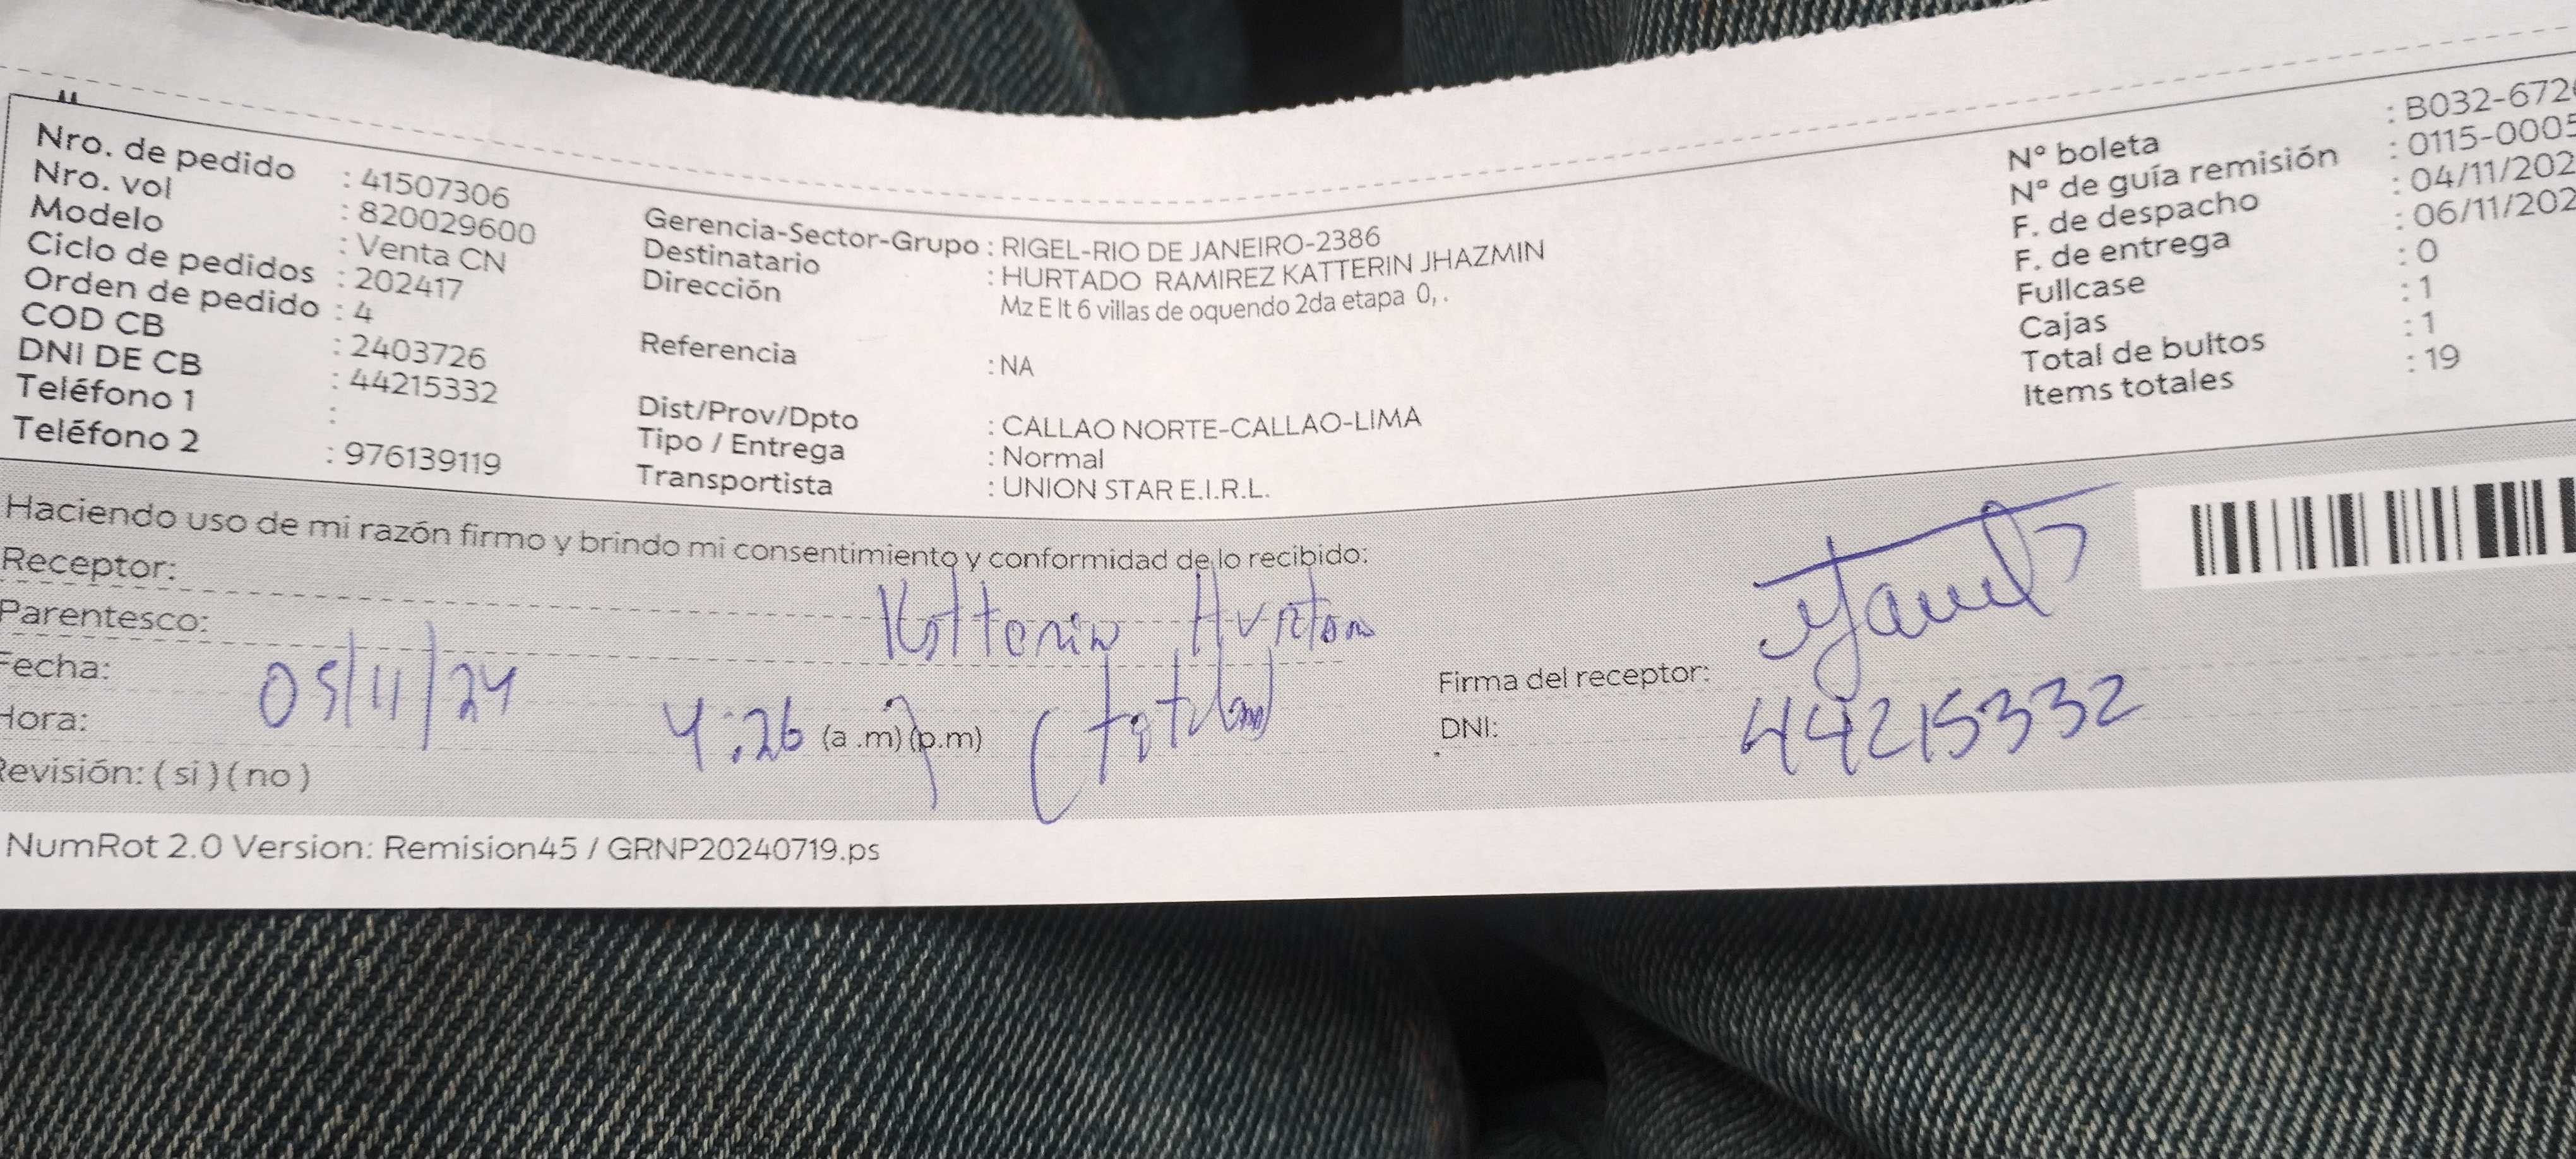 Nro. de pedido : 41507306
Nro. vol : 820029600
Modelo : Venta CN
Ciclo de pedidos : 202417
Orden de pedido : 4
COD CB : 2403726
DNI DE CB : 44215332
Teléfono 1 :
Teléfono 2 : 976139119
Gerencia-Sector-Grupo : RIGEL-RIO DE JANEIRO-2386
Destinatario : HURTADO RAMIREZ KATTERIN JHAZMIN
Dirección Mz E lt 6 villas de oquendo 2da etapa 0, .
Referencia : NA
Dist/Prov/Dpto : CALLAO NORTE-CALLAO-LIMA
Tipo / Entrega : Normal
Transportista : UNION STAR E.I.R.L.
N° boleta : B032-672
N° de guía remisión : 0115-0005
F. de despacho : 04/11/202
F. de entrega : 06/11/202
Fullcase : 0
Cajas : 1
Total de bultos : 1
Items totales : 19
Haciendo uso de mi razón firmo y brindo mi consentimiento y conformidad de lo recibido:
Receptor: Katterin
Parentesco: (titular)
Fecha: 05/11/24
Hora: 4:26 (a .m) (p.m)
Revisión: ( si ) ( no )
Firma del receptor:
DNI: 44215332
NumRot 2.0 Version: Remision45 / GRNP20240719.ps